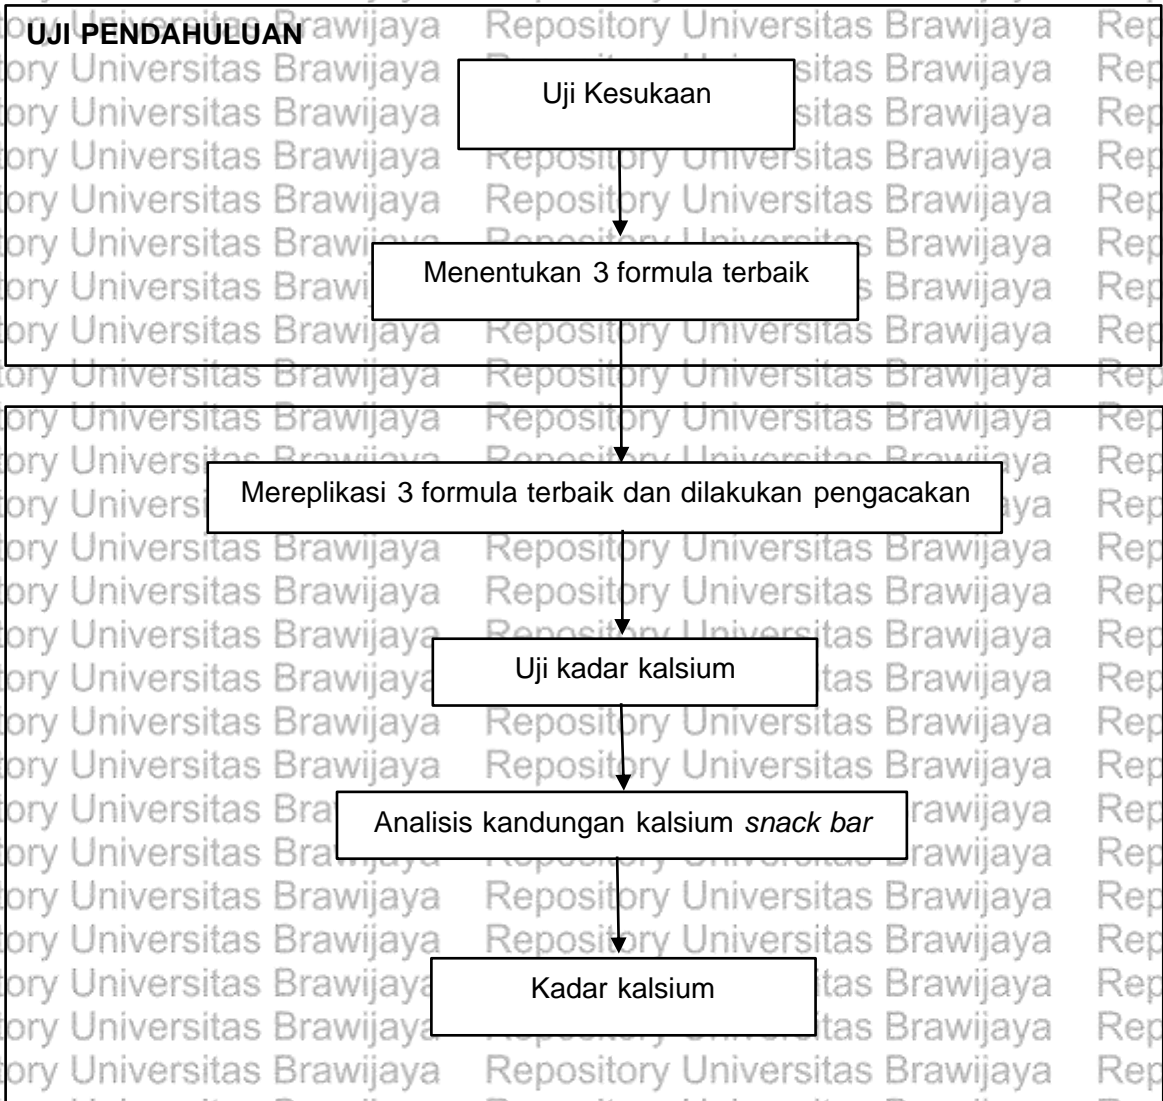 UJI PENDAHULUAN
Uji Kesukaan
Menentukan 3 formula terbaik
Mereplikasi 3 formula terbaik dan dilakukan pengacakan
Uji kadar kalsium
Analisis kandungan kalsium snack bar
Kadar kalsium
Repository Universitas Brawijaya